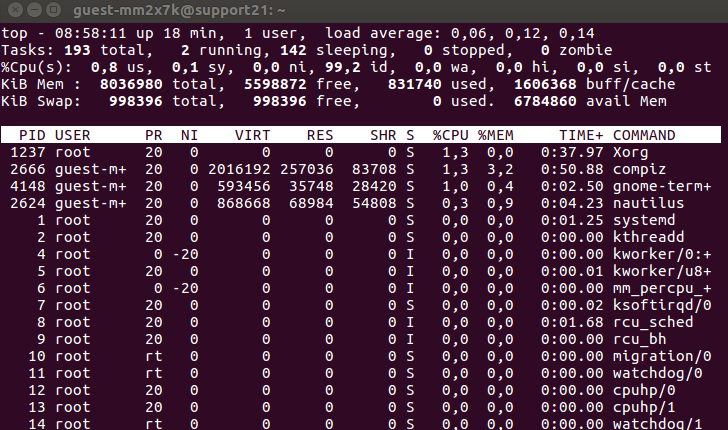 guest-mm2x7k@support21: ~
top - 08:58:11 up 18 min,  1 user,  load average: 0,06, 0,12, 0,14
Tasks: 193 total,   2 running, 142 sleeping,   0 stopped,   0 zombie
%Cpu(s):  0,8 us,  0,1 sy,  0,0 ni, 99,2 id,  0,0 wa,  0,0 hi,  0,0 si,  0,0 st
KiB Mem :  8036980 total,  5598872 free,   831740 used,  1606368 buff/cache
KiB Swap:   998396 total,   998396 free,        0 used.  6784860 avail Mem
PID USER      PR  NI    VIRT    RES    SHR S  %CPU %MEM     TIME+ COMMAND
1237 root      20   0       0      0      0 S   1,3  0,0   0:37.97 Xorg
2666 guest-m+  20   0 2016192 257036  83708 S   1,3  3,2   0:50.88 compiz
4148 guest-m+  20   0  593456  35748  28420 S   1,0  0,4   0:02.50 gnome-term+
2624 guest-m+  20   0  868668  68984  54808 S   0,3  0,9   0:04.23 nautilus
1 root      20   0       0      0      0 S   0,0  0,0   0:01.25 systemd
2 root      20   0       0      0      0 S   0,0  0,0   0:00.00 kthreadd
4 root       0 -20       0      0      0 I   0,0  0,0   0:00.00 kworker/0:+
5 root      20   0       0      0      0 I   0,0  0,0   0:00.01 kworker/u8+
6 root       0 -20       0      0      0 I   0,0  0,0   0:00.00 mm_percpu_+
7 root      20   0       0      0      0 S   0,0  0,0   0:00.02 ksoftirqd/0
8 root      20   0       0      0      0 I   0,0  0,0   0:01.68 rcu_sched
9 root      20   0       0      0      0 I   0,0  0,0   0:00.00 rcu_bh
10 root      rt   0       0      0      0 S   0,0  0,0   0:00.00 migration/0
11 root      rt   0       0      0      0 S   0,0  0,0   0:00.00 watchdog/0
12 root      20   0       0      0      0 S   0,0  0,0   0:00.00 cpuhp/0
13 root      20   0       0      0      0 S   0,0  0,0   0:00.00 cpuhp/1
14 root      rt   0       0      0      0 S   0,0  0,0   0:00.00 watchdog/1